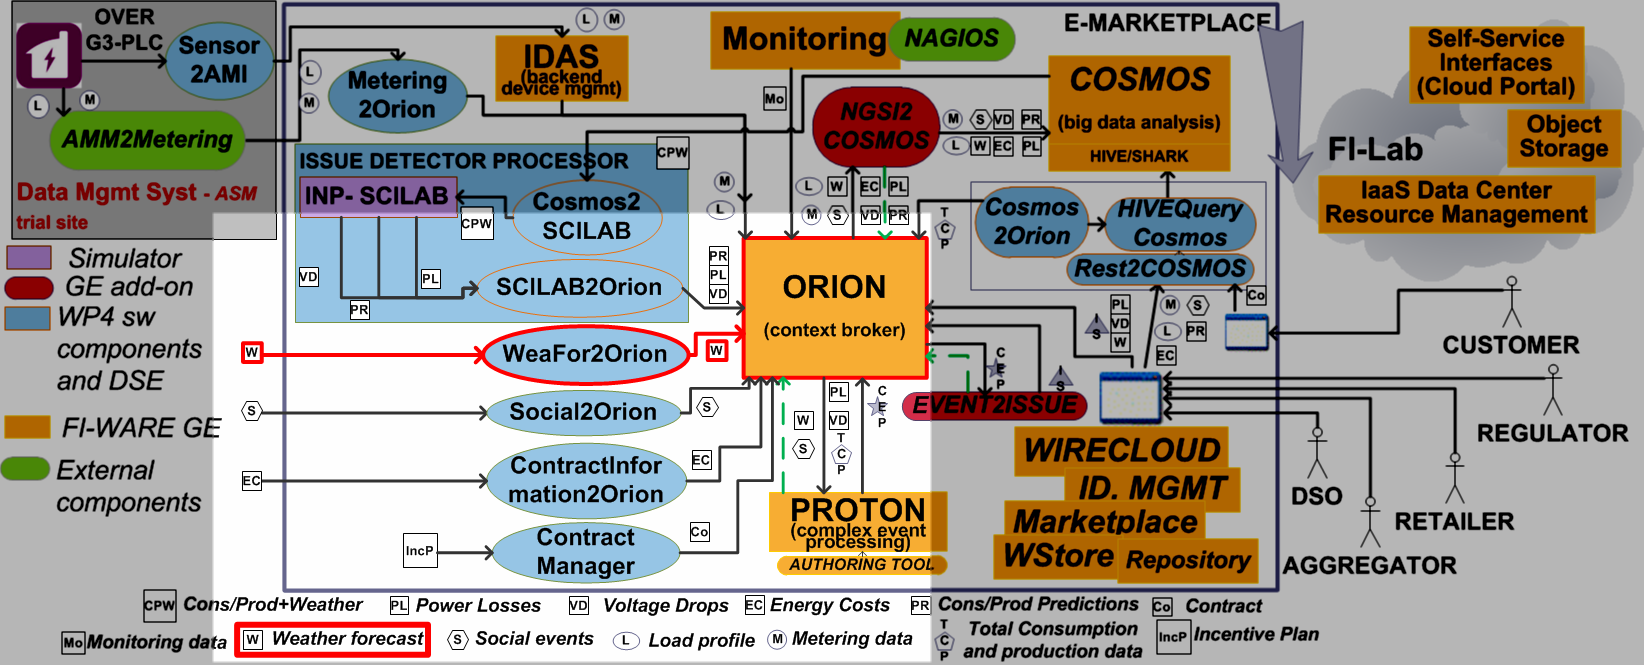 OVER
G3-PLC
Sensor
2AMI
L
M
AMM2Metering
Data Mgmt Syst - ASM
trial site
Simulator
GE add-on
WP4 sw
components
and DSE
FI-WARE GE
External
components
L
M
L
M
Metering
2Orion
IDAS
(backend
device mgmt)
Monitoring
NAGIOS
E-MARKETPLACE
Mo
NGSI2
COSMOS
M S VD PR
L W EC PL
COSMOS
(big data analysis)
HIVE/SHARK
Self-Service
Interfaces
(Cloud Portal)
Object
Storage
FI-Lab
IaaS Data Center
Resource Management
ISSUE DETECTOR PROCESSOR
CPW
INP- SCILAB
CPW
Cosmos2
SCILAB
M
L
L W EC PL
M S VD PR
T
C
P
Cosmos
2Orion
HIVEQuery
Cosmos
Rest2COSMOS
VD
PR
PL
SCILAB2Orion
PR
PL
VD
ORION
(context broker)
PL
VD
W
IS
M S
L PR
EC
Co
CUSTOMER
REGULATOR
DSO
RETAILER
AGGREGATOR
W
WeaFor2Orion
W
S
Social2Orion
S
EC
ContractInfor
mation2Orion
EC
IncP
Contract
Manager
Co
PL
W
VD
S
T
C
P
C
E
P
C
E
P
IS
EVENT2ISSUE
PROTON
(complex event
processing)
AUTHORING TOOL
WIRECLOUD
ID. MGMT
Marketplace
WStore
Repository
CPW Cons/Prod+Weather
PL Power Losses
VD Voltage Drops
EC Energy Costs
PR Cons/Prod Predictions
Co Contract
Mo Monitoring data
W Weather forecast
S Social events
L Load profile
M Metering data
T
C
P
Total Consumption
and production data
IncP Incentive Plan